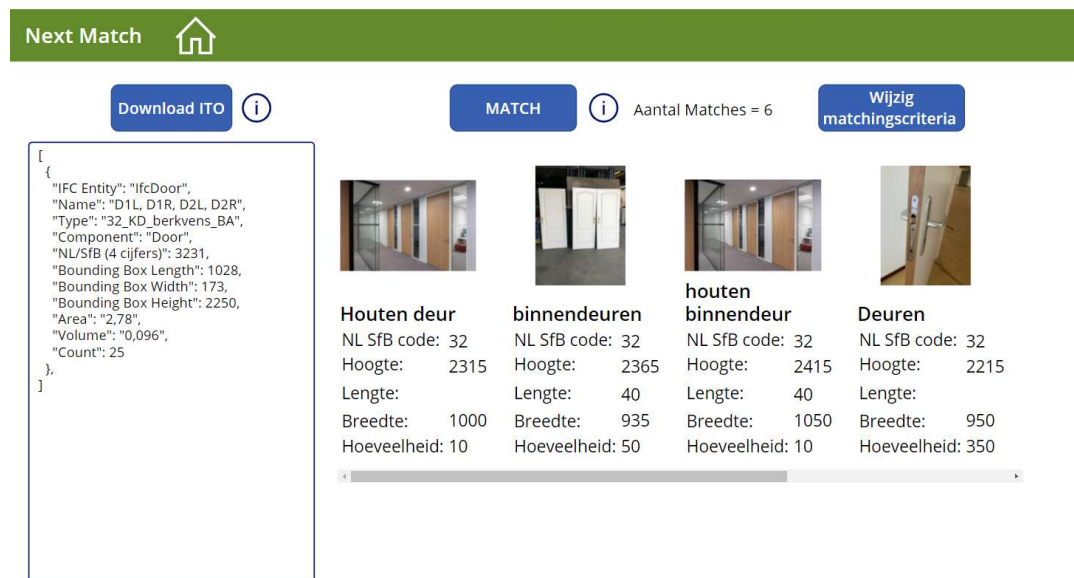 Next Match
Download ITO
i
MATCH
i
Aantal Matches = 6
Wijzig
matchingscriteria
[
{
"IFC Entity": "IfcDoor",
"Name": "D1L, D1R, D2L, D2R",
"Type": "32_KD_berkvens_BA",
"Component": "Door",
"NL/SfB (4 cijfers)": 3231,
"Bounding Box Length": 1028,
"Bounding Box Width": 173,
"Bounding Box Height": 2250,
"Area": "2,78",
"Volume": "0,096",
"Count": 25
},
]
Houten deur
NL SfB code: 32
Hoogte: 2315
Lengte:
Breedte: 1000
Hoeveelheid: 10
binnendeuren
NL SfB code: 32
Hoogte: 2365
Lengte: 40
Breedte: 935
Hoeveelheid: 50
houten
binnendeur
NL SfB code: 32
Hoogte: 2415
Lengte: 40
Breedte: 1050
Hoeveelheid: 10
Deuren
NL SfB code: 32
Hoogte: 2215
Lengte:
Breedte: 950
Hoeveelheid: 350